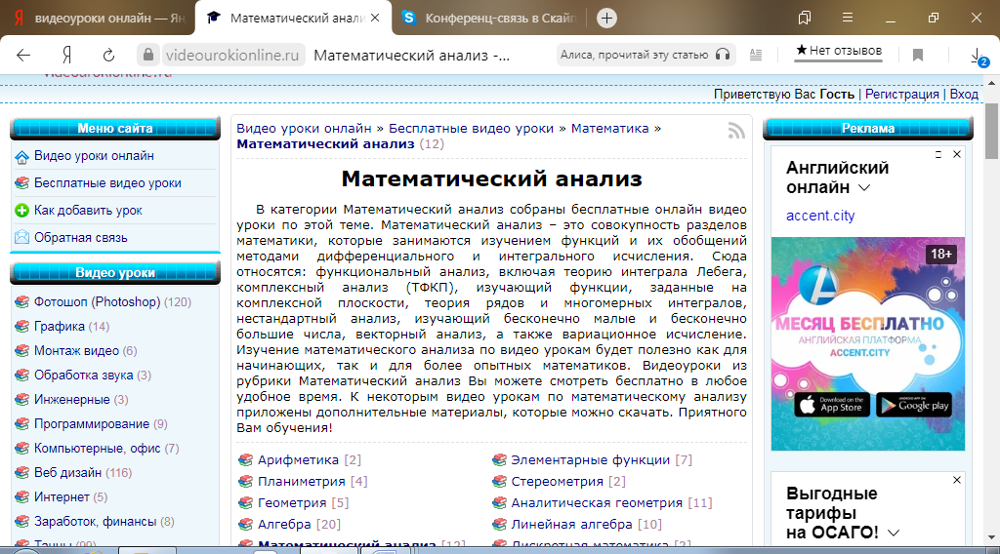 видеоуроки онлайн — Ян
Математический анали
Конференц-связь в Скайп
videourokionline.ru
Математический анализ -...
Алиса, прочитай эту статью
★ Нет отзывов
2
videourokionline.ru
Приветствую Вас Гость | Регистрация | Вход
Меню сайта
Видео уроки онлайн
Бесплатные видео уроки
Как добавить урок
Обратная связь
Видео уроки
Фотошоп (Photoshop) (120)
Графика (14)
Монтаж видео (6)
Обработка звука (3)
Инженерные (3)
Программирование (9)
Компьютерные, офис (7)
Веб дизайн (116)
Интернет (5)
Заработок, финансы (8)
Танцы (99)
Видео уроки онлайн » Бесплатные видео уроки » Математика »
Математический анализ (12)
Математический анализ
В категории Математический анализ собраны бесплатные онлайн видео
уроки по этой теме. Математический анализ – это совокупность разделов
математики, которые занимаются изучением функций и их обобщений
методами дифференциального и интегрального исчисления. Сюда
относятся: функциональный анализ, включая теорию интеграла Лебега,
комплексный анализ (ТФКП), изучающий функции, заданные на
комплексной плоскости, теория рядов и многомерных интегралов,
нестандартный анализ, изучающий бесконечно малые и бесконечно
большие числа, векторный анализ, а также вариационное исчисление.
Изучение математического анализа по видео урокам будет полезно как для
начинающих, так и для более опытных математиков. Видеоуроки из
рубрики Математический анализ Вы можете смотреть бесплатно в любое
удобное время. К некоторым видео урокам по математическому анализу
приложены дополнительные материалы, которые можно скачать. Приятного
Вам обучения!
Арифметика [2]
Элементарные функции [7]
Планиметрия [4]
Стереометрия [2]
Геометрия [5]
Аналитическая геометрия [11]
Алгебра [20]
Линейная алгебра [10]
Математический анализ [12]
Дискретная математика [2]
Реклама
Английский
онлайн
accent.city
18+
МЕСЯЦ БЕСПЛАТНО
АНГЛИЙСКАЯ ПЛАТФОРМА
ACCENT.CITY
Download on the
App Store
ANDROID APP ON
Google play
Выгодные
тарифы
на ОСАГО!